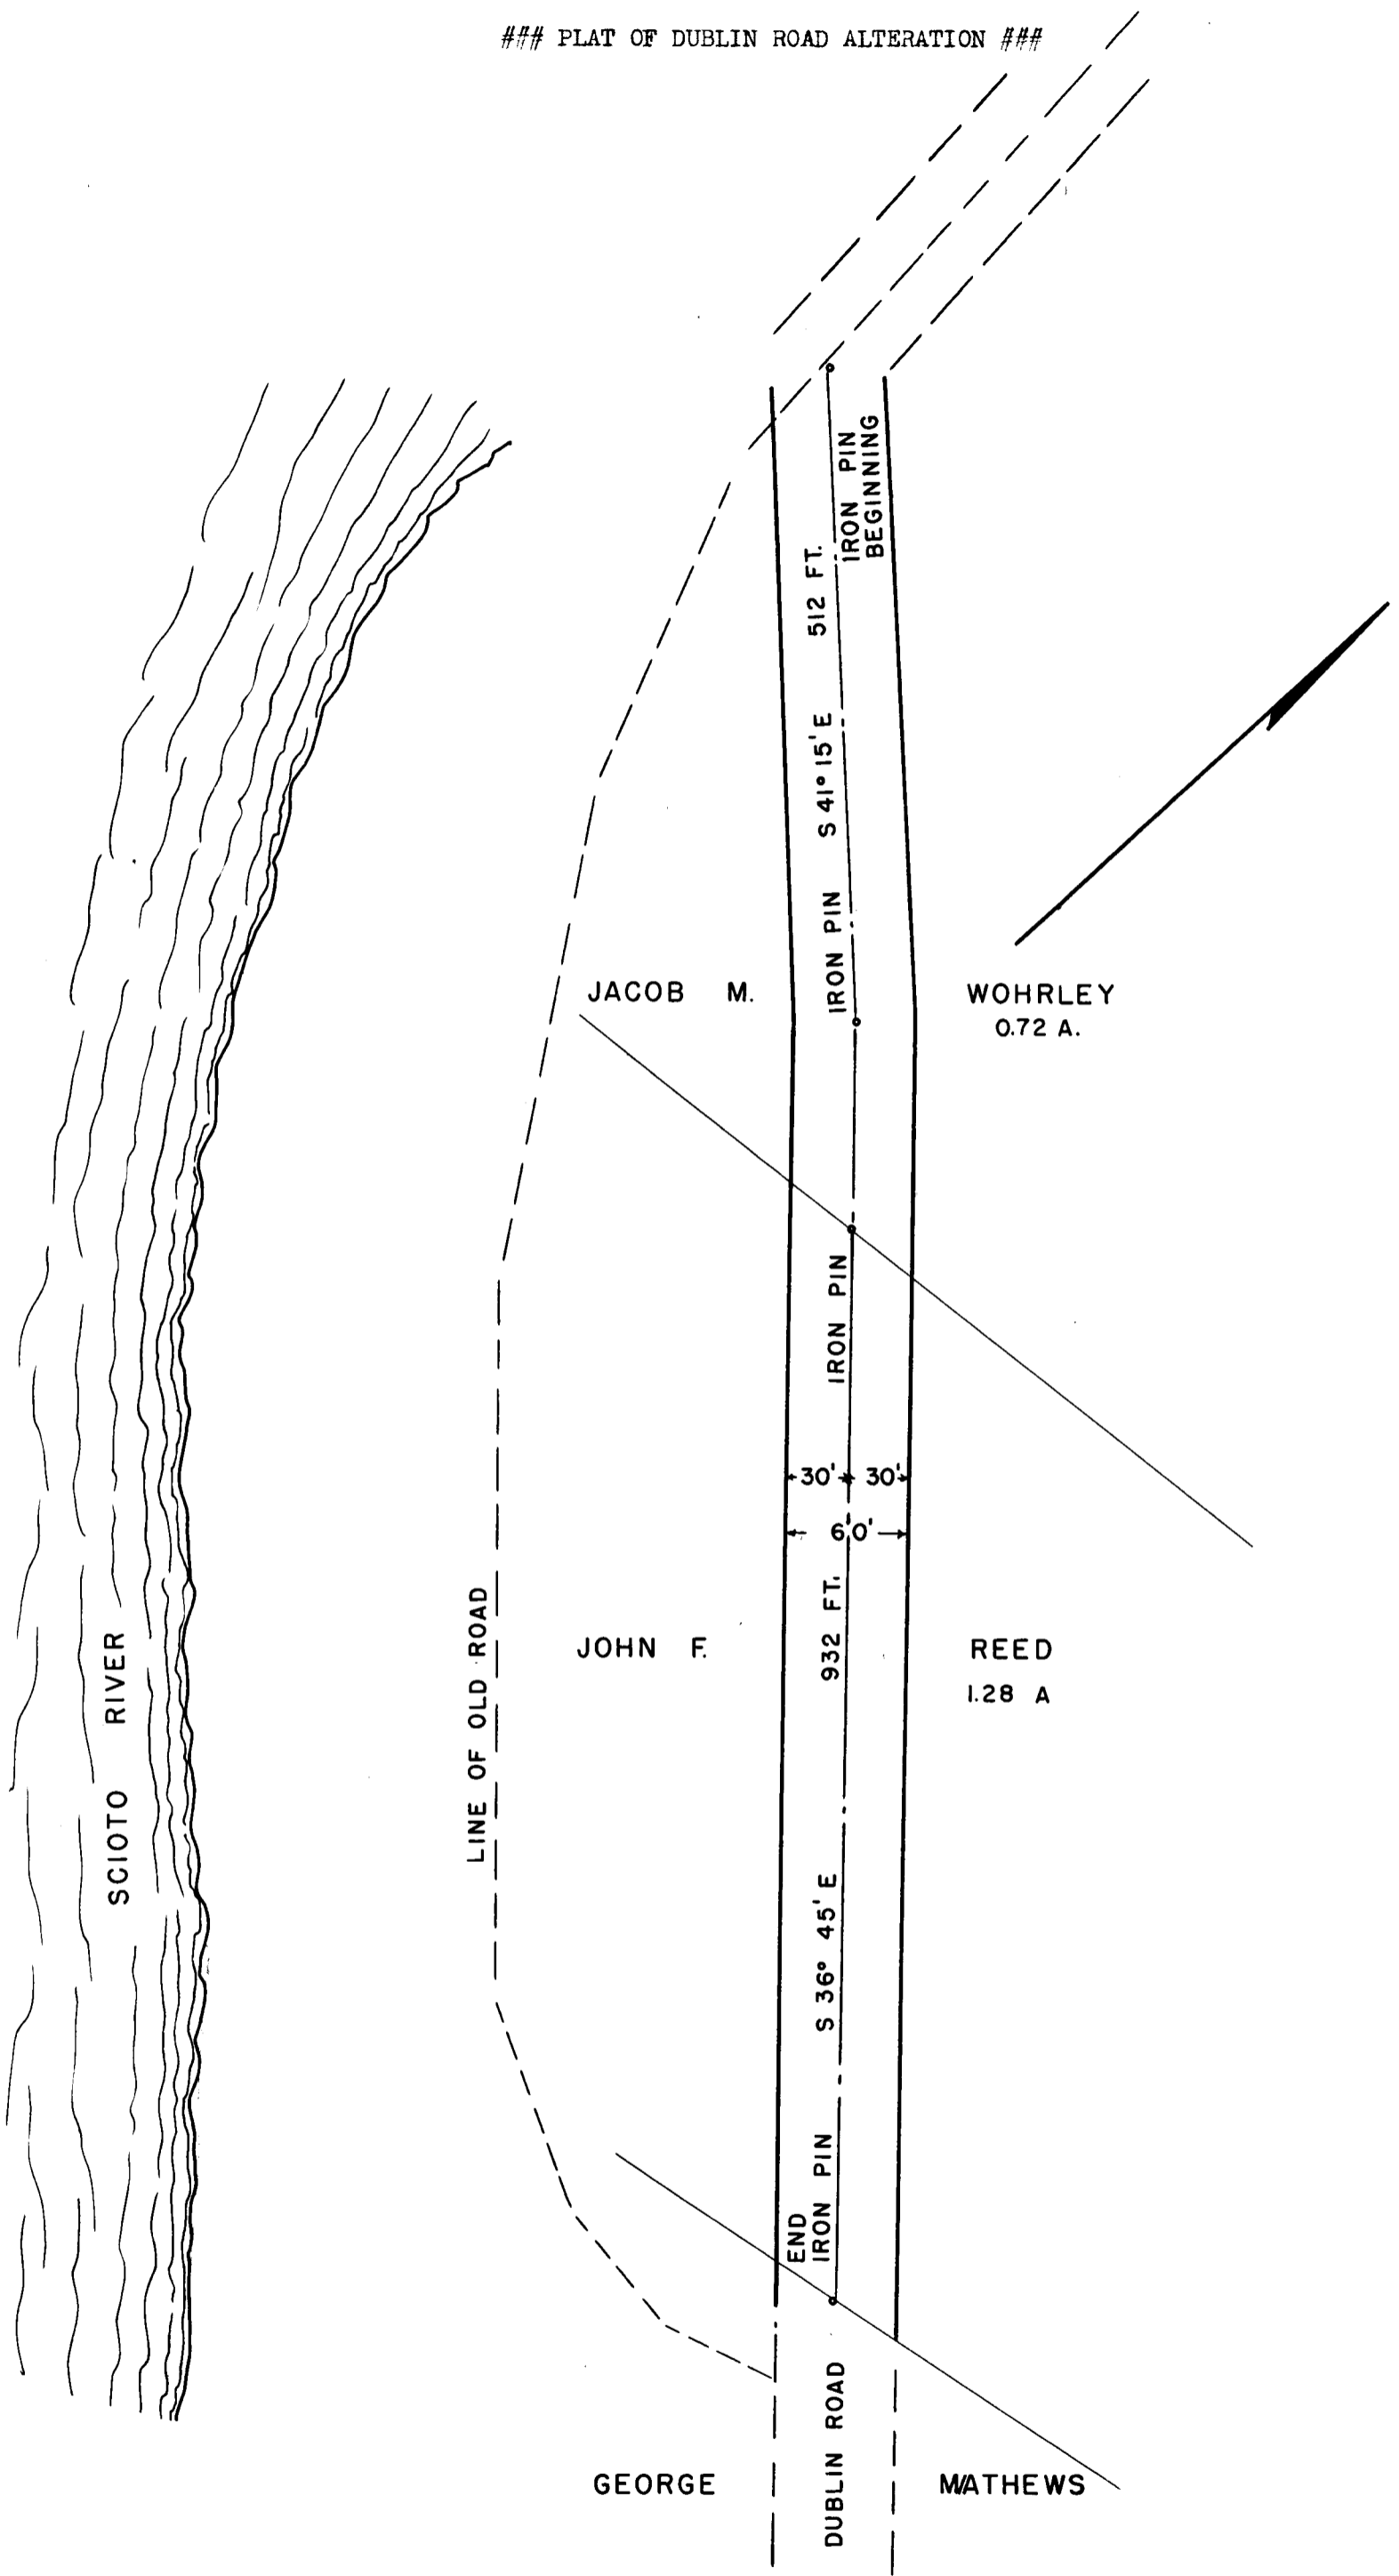 ### PLAT OF DUBLIN ROAD ALTERATION ###
IRON PIN
BEGINNING
512 FT.
S 41° 15' E
IRON PIN
JACOB M. WOHRLEY
0.72 A.
IRON PIN
30' 30'
60'
932 FT.
JOHN F. REED
1.28 A
LINE OF OLD ROAD
SCIOTO RIVER
S 36° 45' E
END
IRON PIN
DUBLIN ROAD
GEORGE MATHEWS